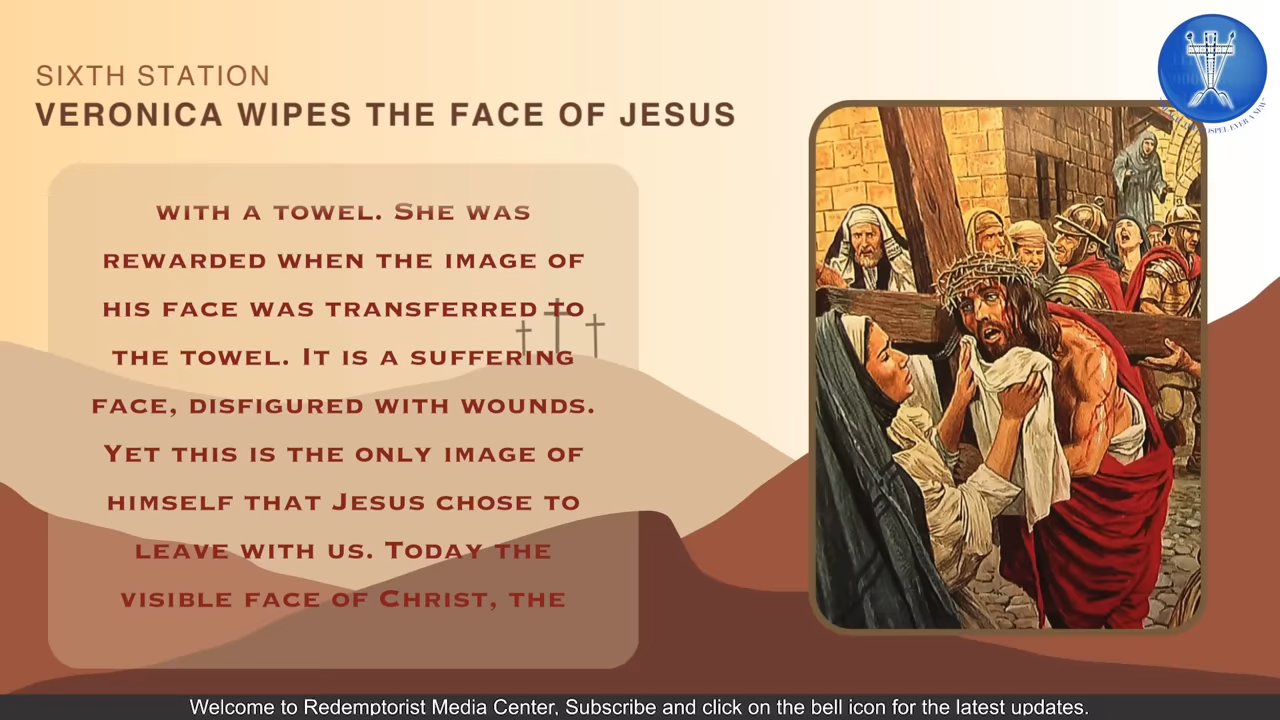 SIXTH STATION
VERONICA WIPES THE FACE OF JESUS
WITH A TOWEL. SHE WAS
REWARDED WHEN THE IMAGE OF
HIS FACE WAS TRANSFERRED TO
THE TOWEL. IT IS A SUFFERING
FACE, DISFIGURED WITH WOUNDS.
YET THIS IS THE ONLY IMAGE OF
HIMSELF THAT JESUS CHOSE TO
LEAVE WITH US. TODAY THE
VISIBLE FACE OF CHRIST, THE
Welcome to Redemptorist Media Center, Subscribe and click on the bell icon for the latest updates.